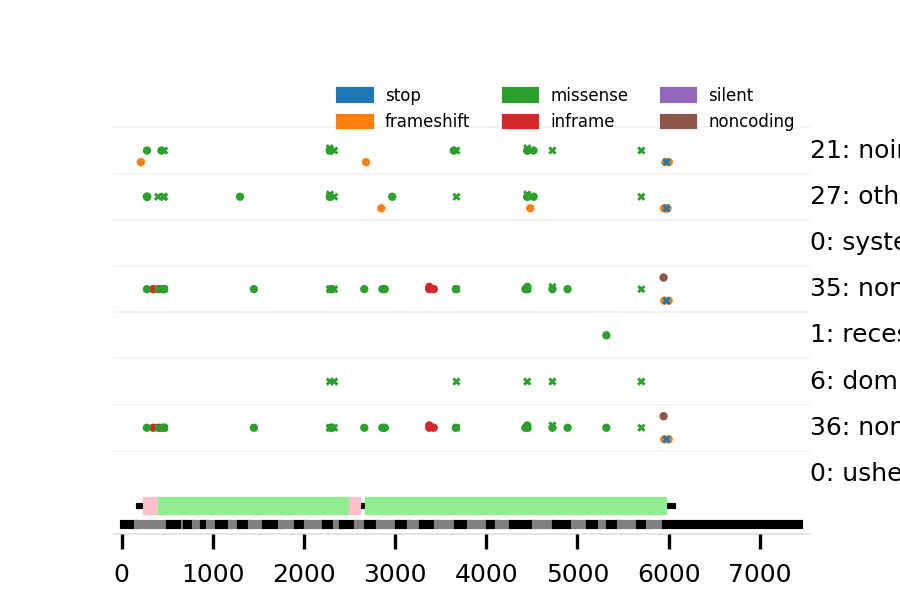 stop missense silent
frameshift inframe noncoding
21: noi
27: oth
0: syste
35: nor
1: reces
6: dom
36: nor
0: ushe
0 1000 2000 3000 4000 5000 6000 7000